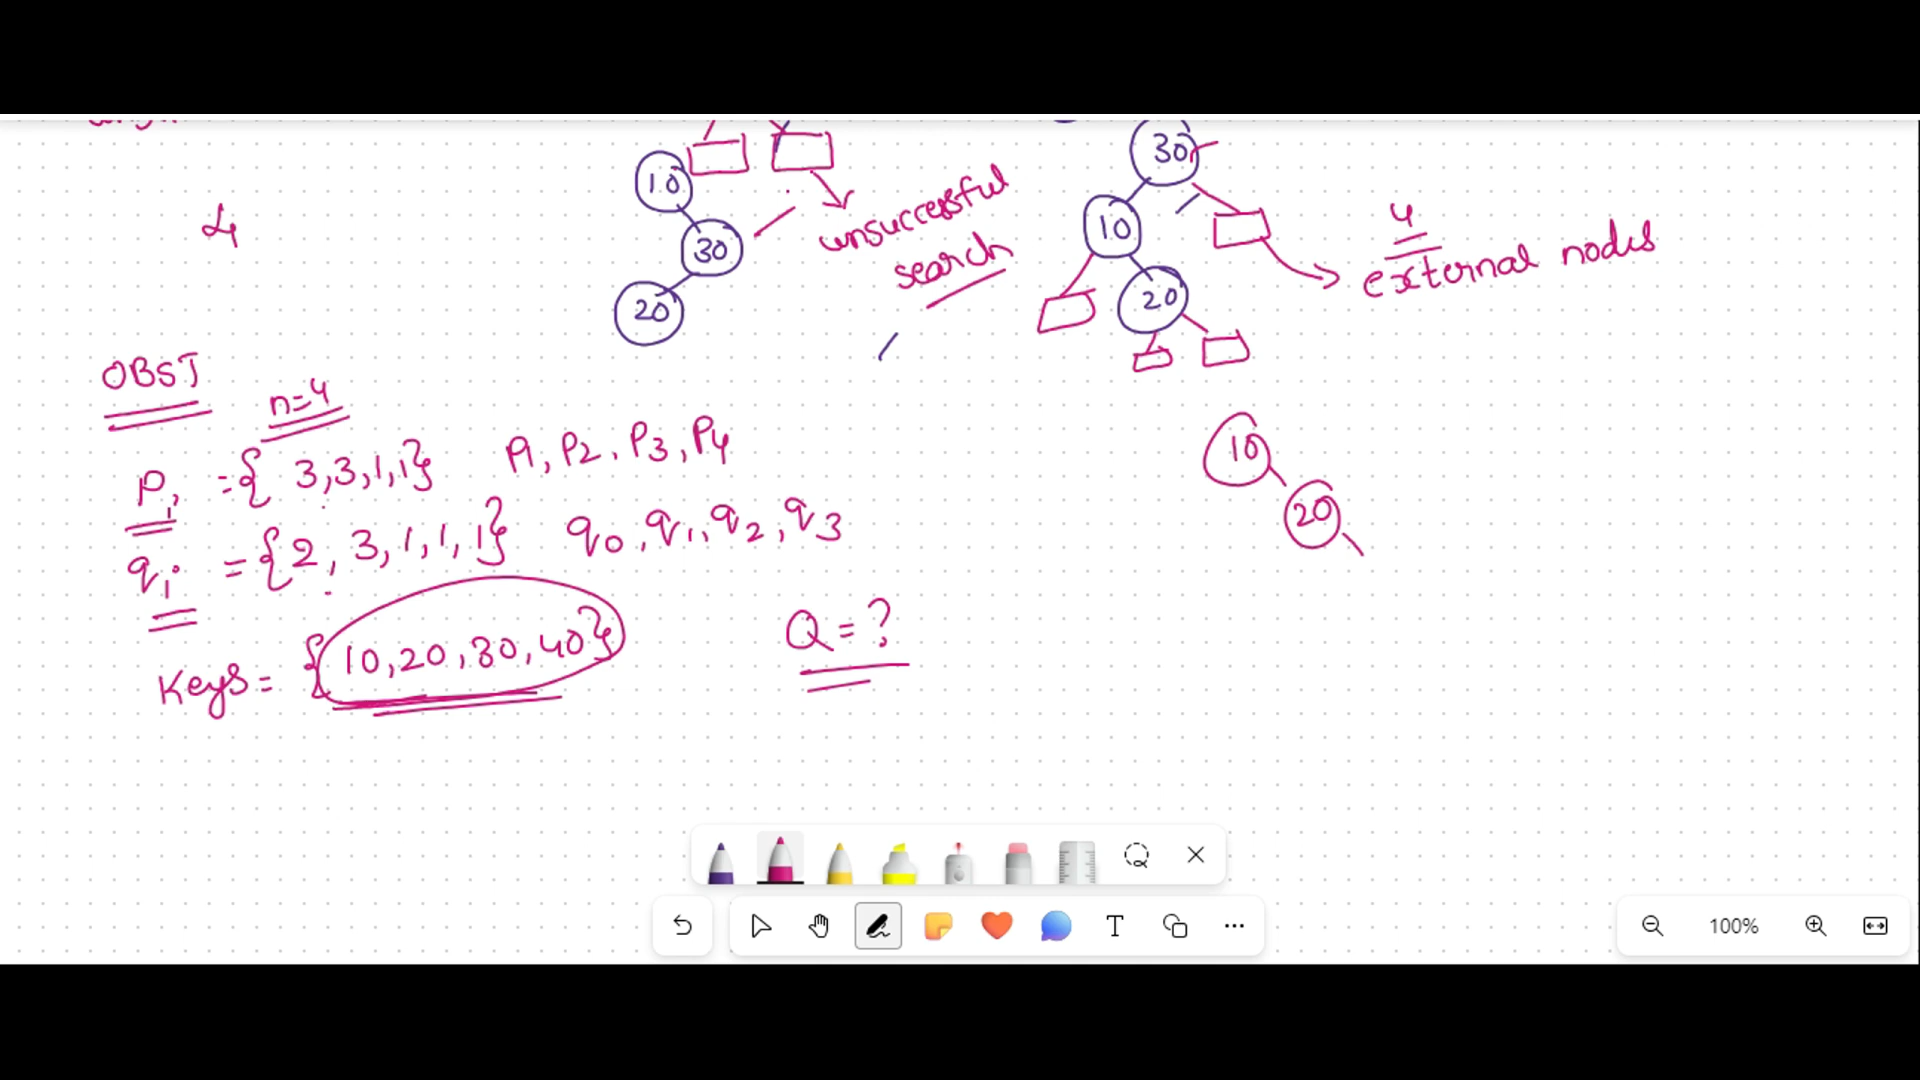 30
10
10
unsuccessful
search
30
20
20
4
external nodes
OBST
n=4
Pi = { 3,3,1,1}
P1, P2, P3, P4
qi = {2, 3,1,1,1}
q0, q1, q2, q3
Keys = {10,20,30,40}
Q = ?
10
20
T
100%